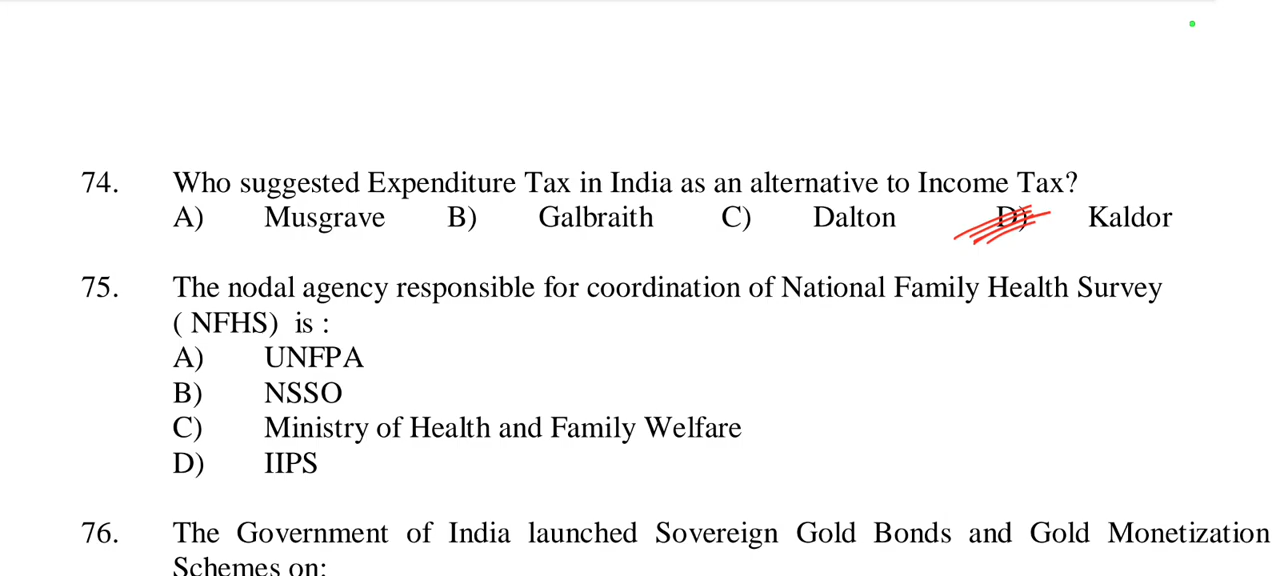 74. Who suggested Expenditure Tax in India as an alternative to Income Tax?
A) Musgrave B) Galbraith C) Dalton D) Kaldor
75. The nodal agency responsible for coordination of National Family Health Survey
( NFHS) is :
A) UNFPA
B) NSSO
C) Ministry of Health and Family Welfare
D) IIPS
76. The Government of India launched Sovereign Gold Bonds and Gold Monetization
Schemes on: